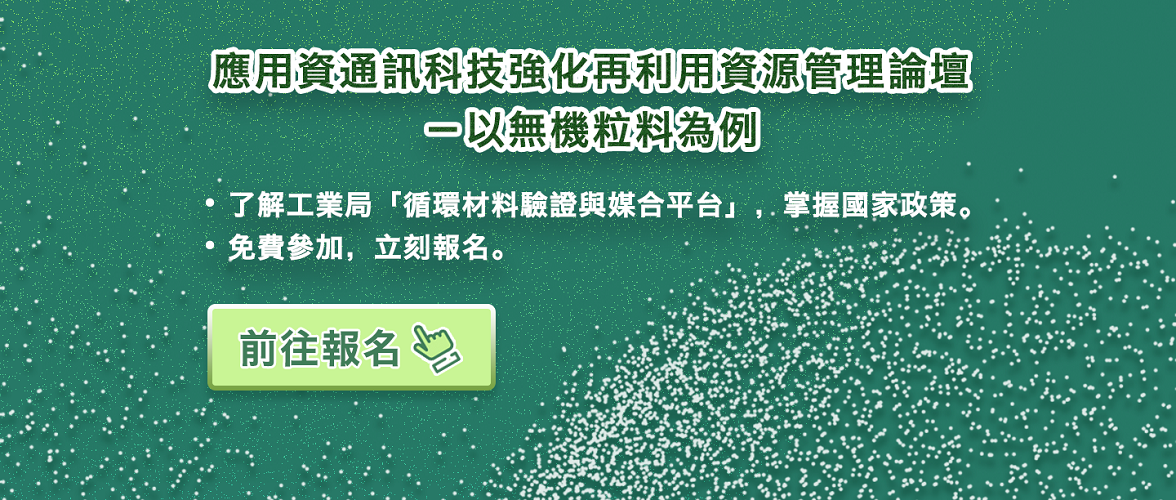 應用資通訊科技強化再利用資源管理論壇
－以無機粒料為例
• 了解工業局「循環材料驗證與媒合平台」，掌握國家政策。
• 免費參加，立刻報名。
前往報名